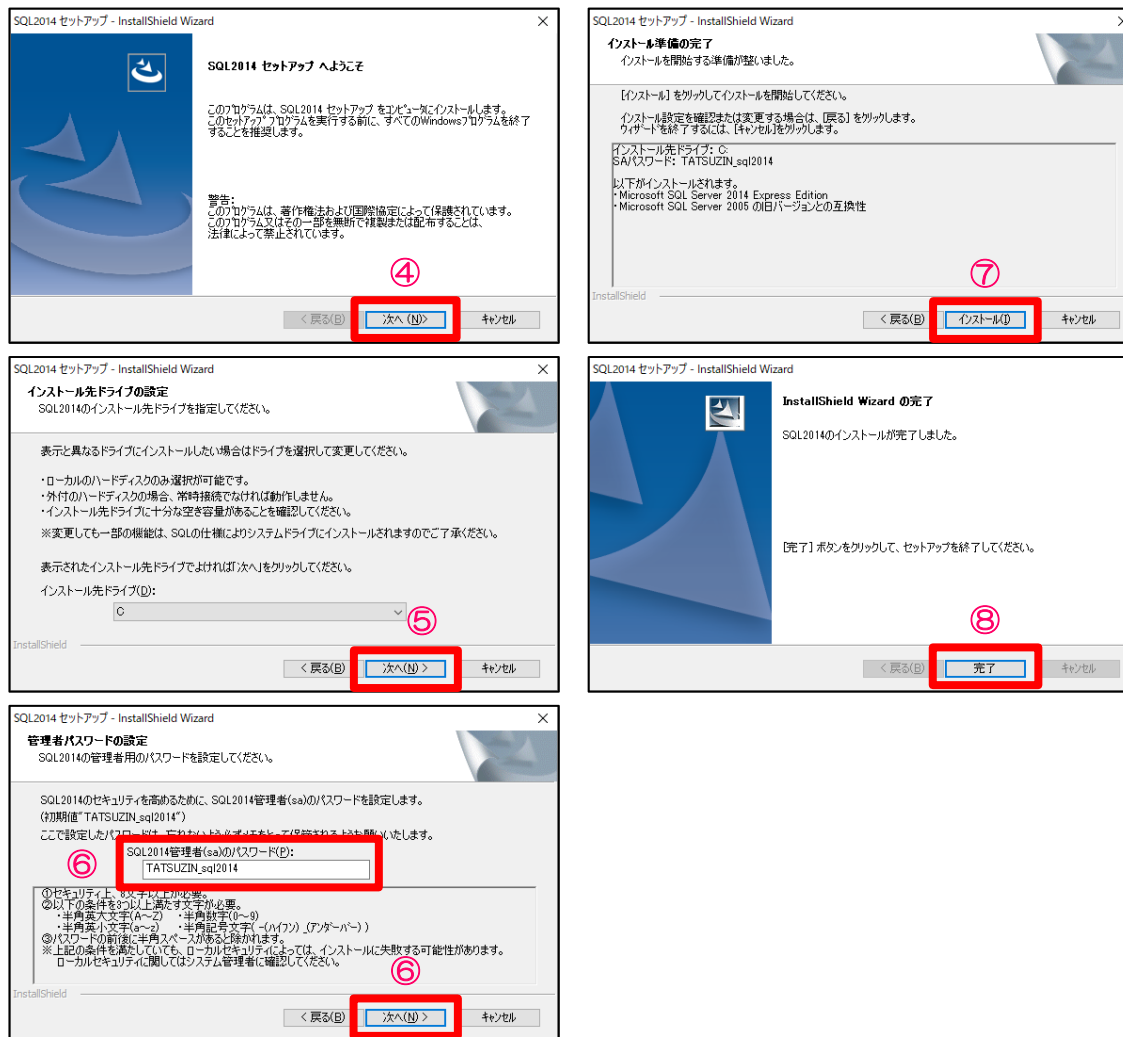 SQL2014 セットアップ - InstallShield Wizard
SQL2014 セットアップ へようこそ
このプログラムは、SQL2014 セットアップ をコンピュータにインストールします。
このセットアッププログラムを実行する前に、すべてのWindowsプログラムを終了
することを推奨します。
警告:
このプログラムは、著作権法および国際協定によって保護されています。
このプログラム又はその一部を無断で複製または配布することは、
法律によって禁止されています。
④
< 戻る(B)
次へ (N)>
キャンセル
SQL2014 セットアップ - InstallShield Wizard
インストール先ドライブの設定
SQL2014のインストール先ドライブを指定してください。
表示と異なるドライブにインストールしたい場合はドライブを選択して変更してください。
・ローカルのハードディスクのみ選択が可能です。
・外付のハードディスクの場合、常時接続でなければ動作しません。
・インストール先ドライブに十分な空き容量があることを確認してください。
※変更しても一部の機能は、SQLの仕様によりシステムドライブにインストールされますのでご了承ください。
表示されたインストール先ドライブでよければ「次へ」をクリックしてください。
インストール先ドライブ(D):
C
⑤
InstallShield
< 戻る(B)
次へ(N) >
キャンセル
SQL2014 セットアップ - InstallShield Wizard
管理者パスワードの設定
SQL2014の管理者用のパスワードを設定してください。
SQL2014のセキュリティを高めるために、SQL2014管理者(sa)のパスワードを設定します。
(初期値"TATSUZIN_sql2014")
ここで設定したパスワードは、忘れないよう必ずメモをとって保管されるようお願いいたします。
⑥
SQL2014管理者(sa)のパスワード(P):
TATSUZIN_sql2014
①セキュリティ上、8文字以上が必要。
②以下の条件を3つ以上満たす文字が必要。
・半角英大文字(A~Z) ・半角数字(0~9)
・半角英小文字(a~z) ・半角記号文字( -(ハイフン) _(アンダーバー) )
③パスワードの前後に半角スペースがあると除かれます。
※上記の条件を満たしていても、ローカルセキュリティによっては、インストールに失敗する可能性があります。
ローカルセキュリティに関してはシステム管理者に確認してください。
⑥
InstallShield
< 戻る(B)
次へ(N) >
キャンセル
SQL2014 セットアップ - InstallShield Wizard
インストール準備の完了
インストールを開始する準備が整いました。
[インストール] をクリックしてインストールを開始してください。
インストール設定を確認または変更する場合は、[戻る] をクリックします。
ウィザードを終了するには、[キャンセル]をクリックします。
インストール先ドライブ: C:
SAパスワード: TATSUZIN_sql2014
以下がインストールされます。
・Microsoft SQL Server 2014 Express Edition
・Microsoft SQL Server 2005 の旧バージョンとの互換性
⑦
InstallShield
< 戻る(B)
インストール(I)
キャンセル
SQL2014 セットアップ - InstallShield Wizard
InstallShield Wizard の完了
SQL2014のインストールが完了しました。
[完了] ボタンをクリックして、セットアップを終了してください。
⑧
< 戻る(B)
完了
キャンセル